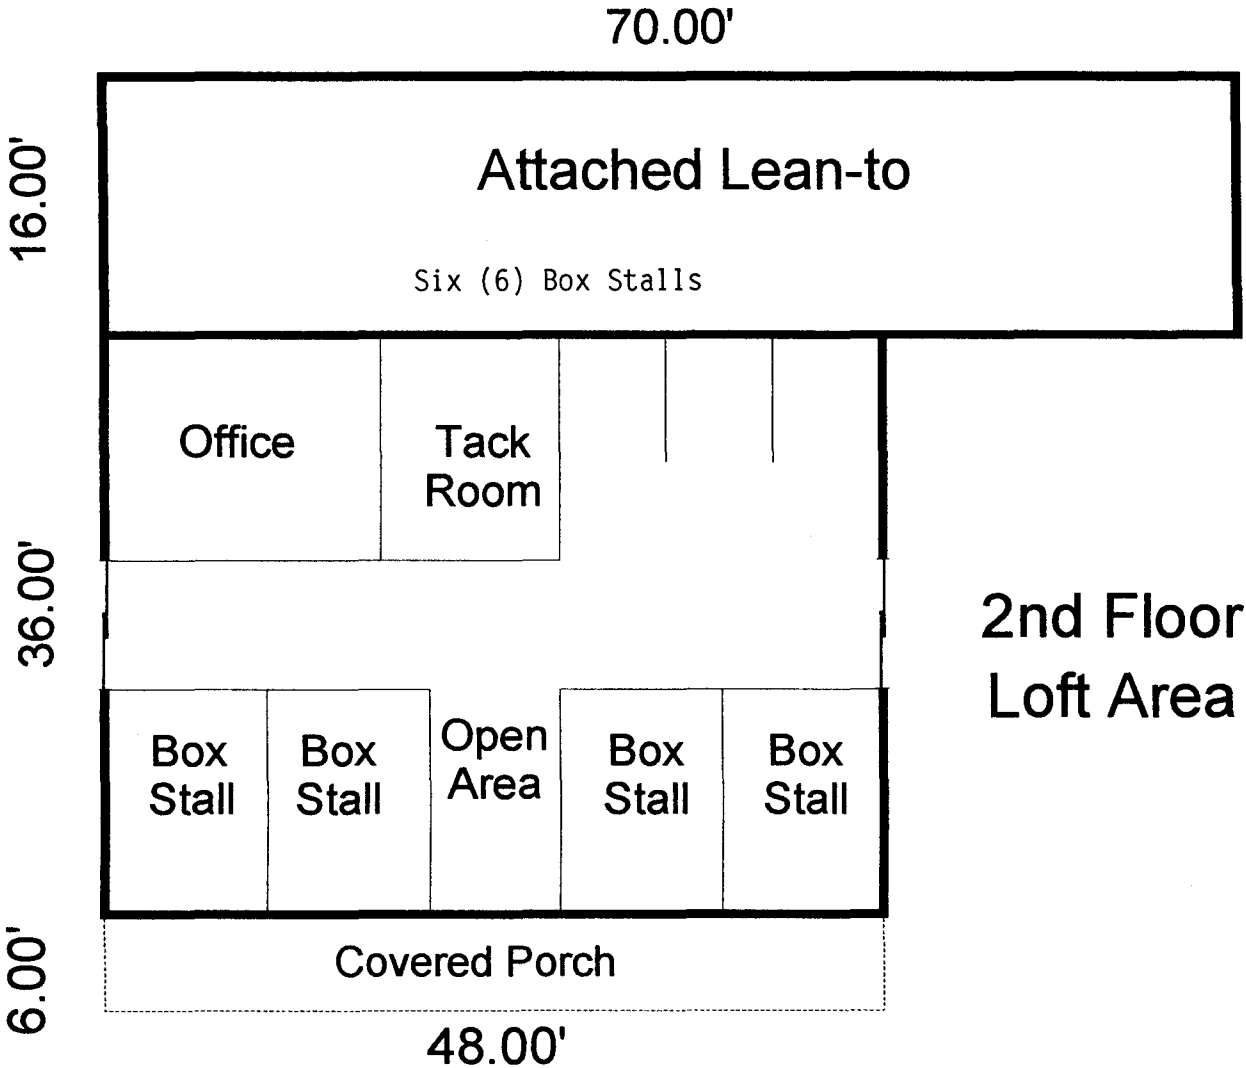 70.00'
16.00'
Attached Lean-to
Six (6) Box Stalls
Office
Tack
Room
36.00'
2nd Floor
Loft Area
Box
Stall
Box
Stall
Open
Area
Box
Stall
Box
Stall
6.00'
Covered Porch
48.00'